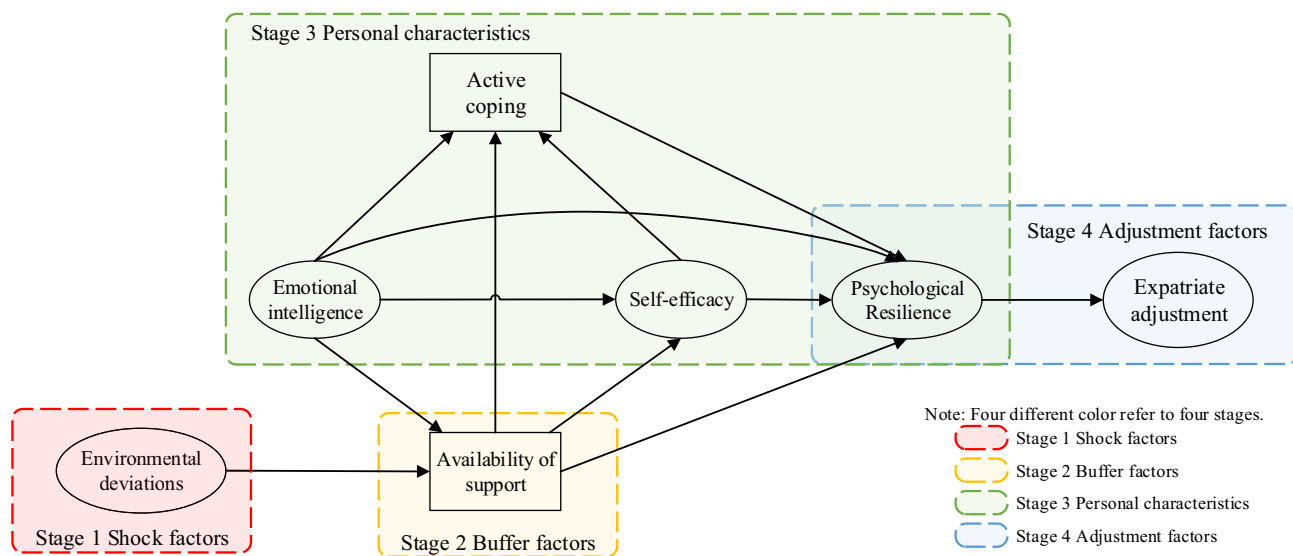 Stage 3 Personal characteristics
Active
coping
Stage 4 Adjustment factors
Emotional
intelligence
Self-efficacy
Psychological
Resilience
Expatriate
adjustment
Environmental
deviations
Stage 1 Shock factors
Availability of
support
Stage 2 Buffer factors
Note: Four different color refer to four stages.
Stage 1 Shock factors
Stage 2 Buffer factors
Stage 3 Personal characteristics
Stage 4 Adjustment factors